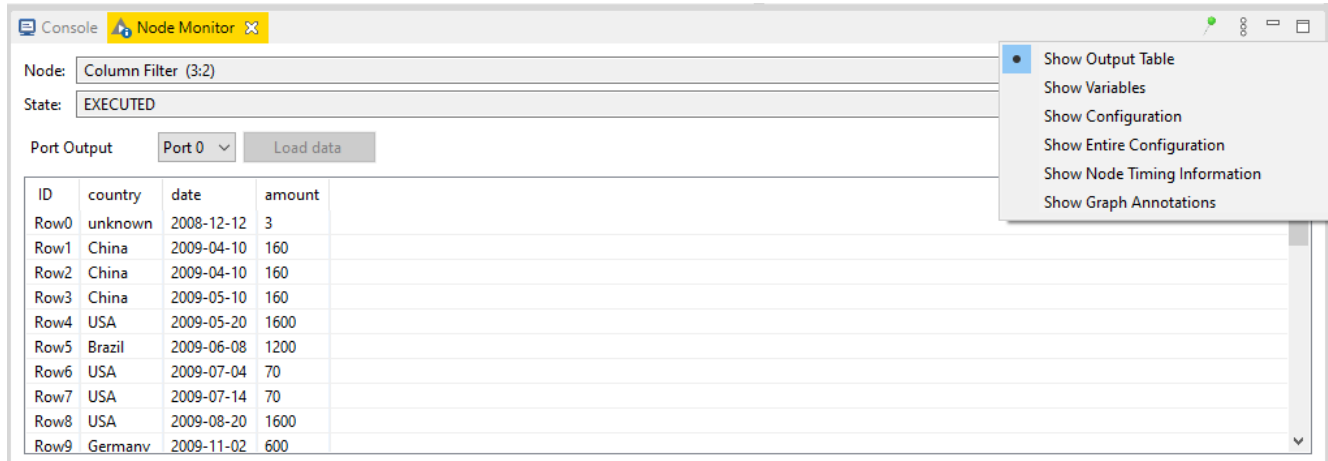 Console Node Monitor
Node: Column Filter (3:2)
State: EXECUTED
Port Output Port 0 Load data
Show Output Table
Show Variables
Show Configuration
Show Entire Configuration
Show Node Timing Information
Show Graph Annotations
ID country date amount
Row0 unknown 2008-12-12 3
Row1 China 2009-04-10 160
Row2 China 2009-04-10 160
Row3 China 2009-05-10 160
Row4 USA 2009-05-20 1600
Row5 Brazil 2009-06-08 1200
Row6 USA 2009-07-04 70
Row7 USA 2009-07-14 70
Row8 USA 2009-08-20 1600
Row9 Germany 2009-11-02 600